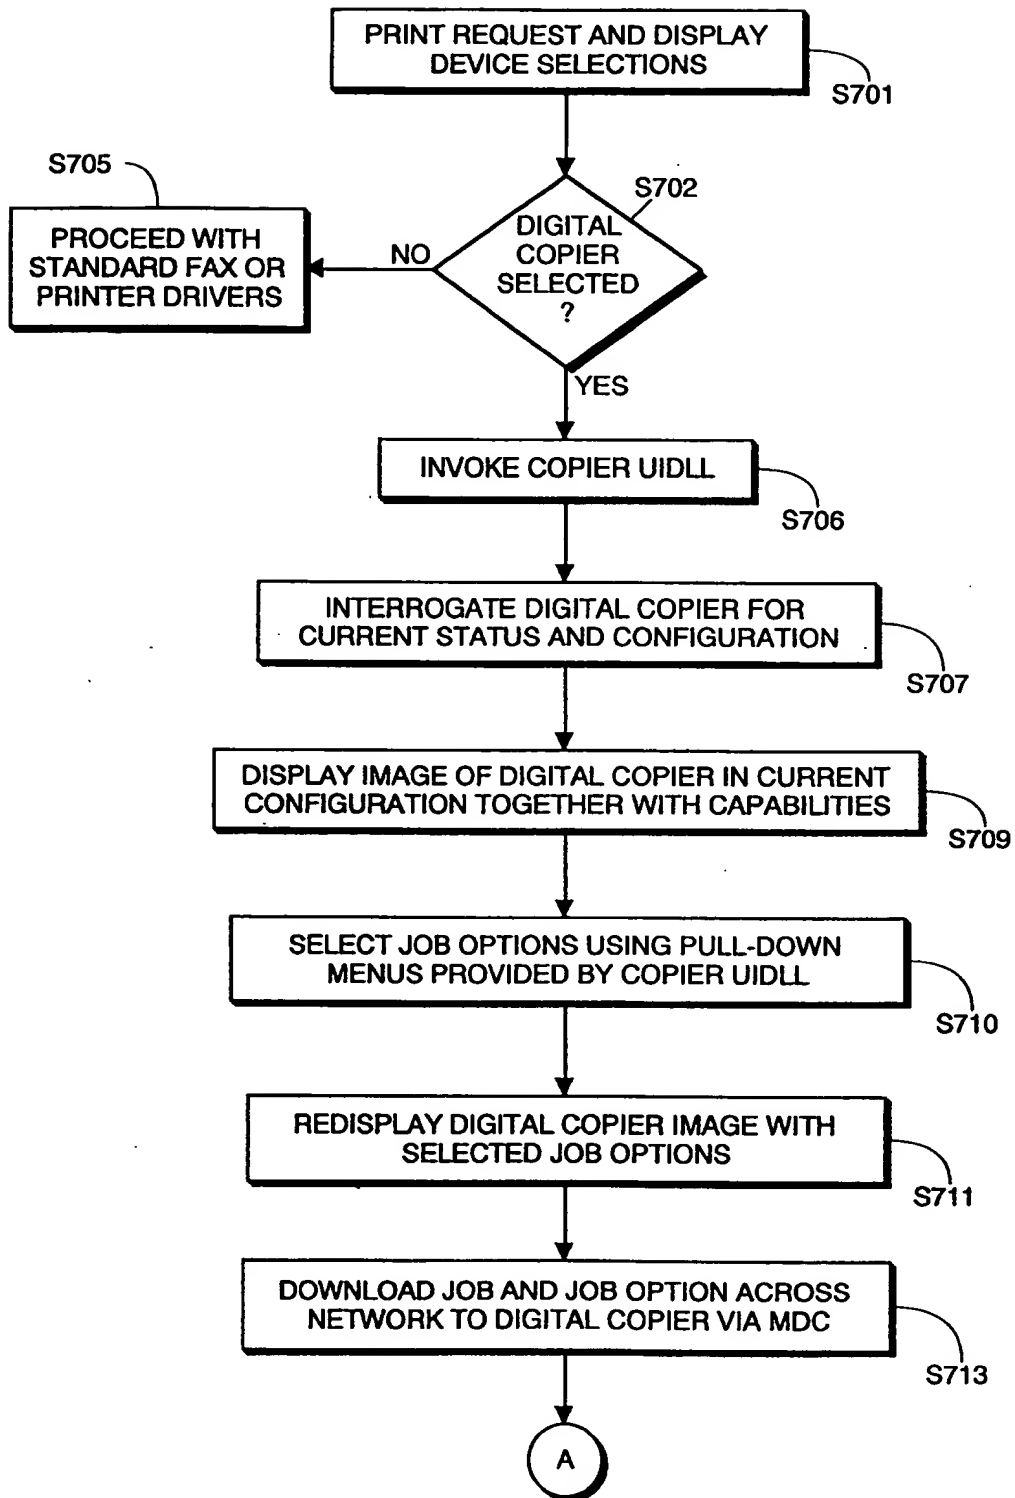 PRINT REQUEST AND DISPLAY
DEVICE SELECTIONS
S701
S705
S702
PROCEED WITH
STANDARD FAX OR
PRINTER DRIVERS
NO
DIGITAL
COPIER
SELECTED
?
YES
INVOKE COPIER UIDLL
S706
INTERROGATE DIGITAL COPIER FOR
CURRENT STATUS AND CONFIGURATION
S707
DISPLAY IMAGE OF DIGITAL COPIER IN CURRENT
CONFIGURATION TOGETHER WITH CAPABILITIES
S709
SELECT JOB OPTIONS USING PULL-DOWN
MENUS PROVIDED BY COPIER UIDLL
S710
REDISPLAY DIGITAL COPIER IMAGE WITH
SELECTED JOB OPTIONS
S711
DOWNLOAD JOB AND JOB OPTION ACROSS
NETWORK TO DIGITAL COPIER VIA MDC
S713
A